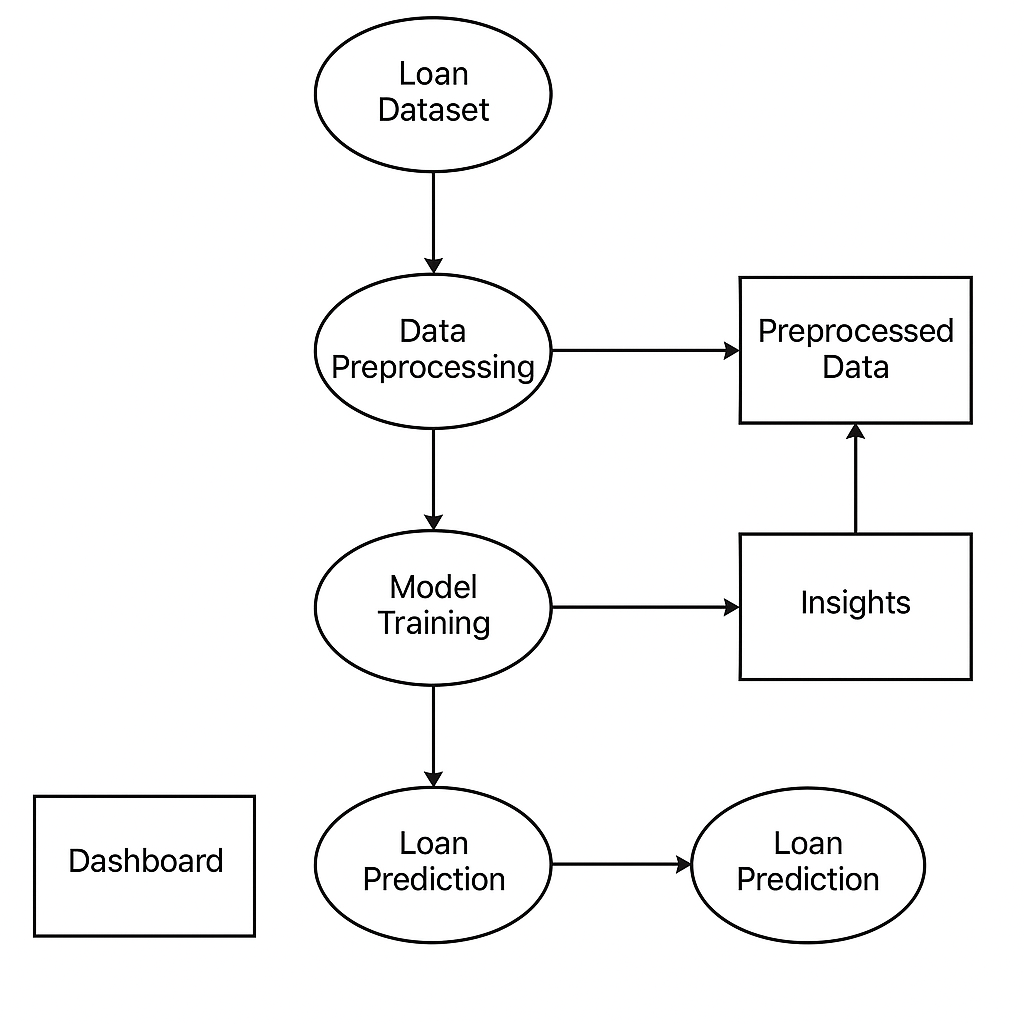 Loan
Dataset
Data
Preprocessing
Preprocessed
Data
Model
Training
Insights
Dashboard
Loan
Prediction
Loan
Prediction